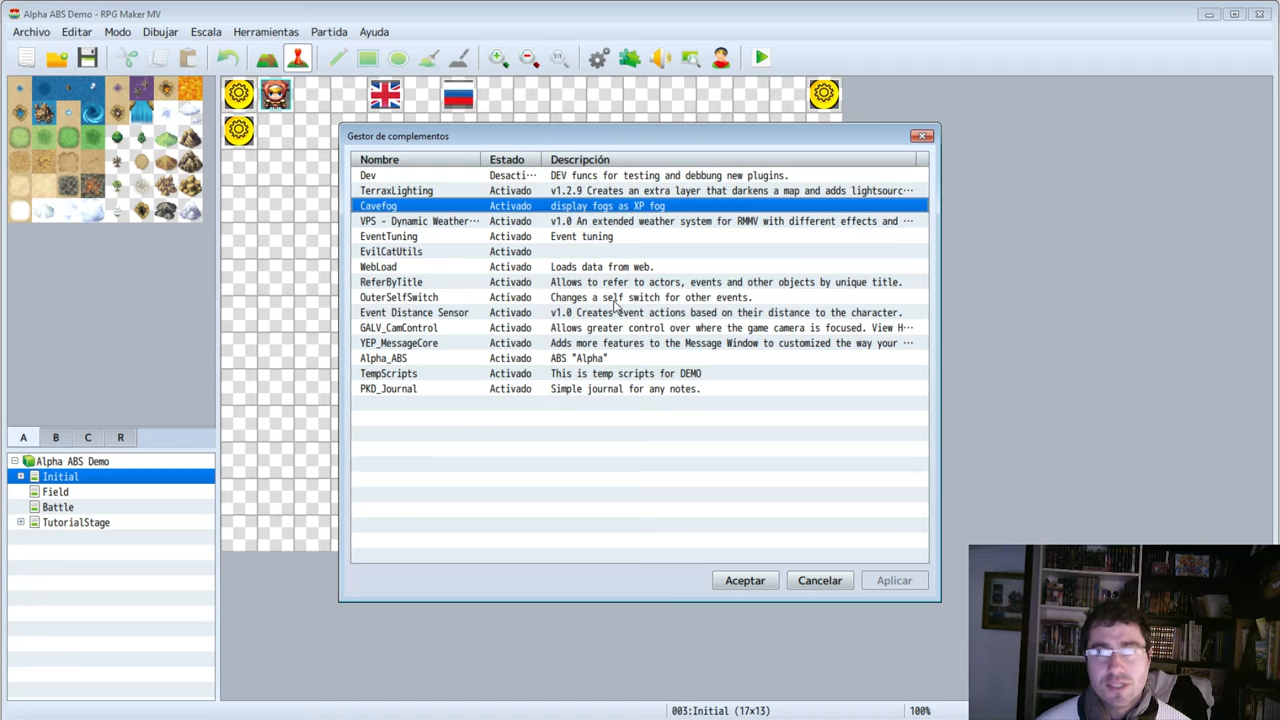 Alpha ABS Demo - RPG Maker MV
Archivo Editar Modo Dibujar Escala Herramientas Partida Ayuda
1:1
Gestor de complementos
Nombre Estado Descripción
Dev Desacti··· DEV funcs for testing and debbung new plugins.
TerraxLighting Activado v1.2.9 Creates an extra layer that darkens a map and adds lightsourc···
Cavefog Activado display fogs as XP fog
VPS - Dynamic Weather··· Activado v1.0 An extended weather system for RMMV with different effects and ···
EventTuning Activado Event tuning
EvilCatUtils Activado
WebLoad Activado Loads data from web.
ReferByTitle Activado Allows to refer to actors, events and other objects by unique title.
OuterSelfSwitch Activado Changes a self switch for other events.
Event Distance Sensor Activado v1.0 Creates event actions based on their distance to the character.
GALV_CamControl Activado Allows greater control over where the game camera is focused. View H···
YEP_MessageCore Activado Adds more features to the Message Window to customized the way your ···
Alpha_ABS Activado ABS "Alpha"
TempScripts Activado This is temp scripts for DEMO
PKD_Journal Activado Simple journal for any notes.
Aceptar Cancelar Aplicar
A B C R
Alpha ABS Demo
Initial
Field
Battle
TutorialStage
003:Initial (17×13) 100%